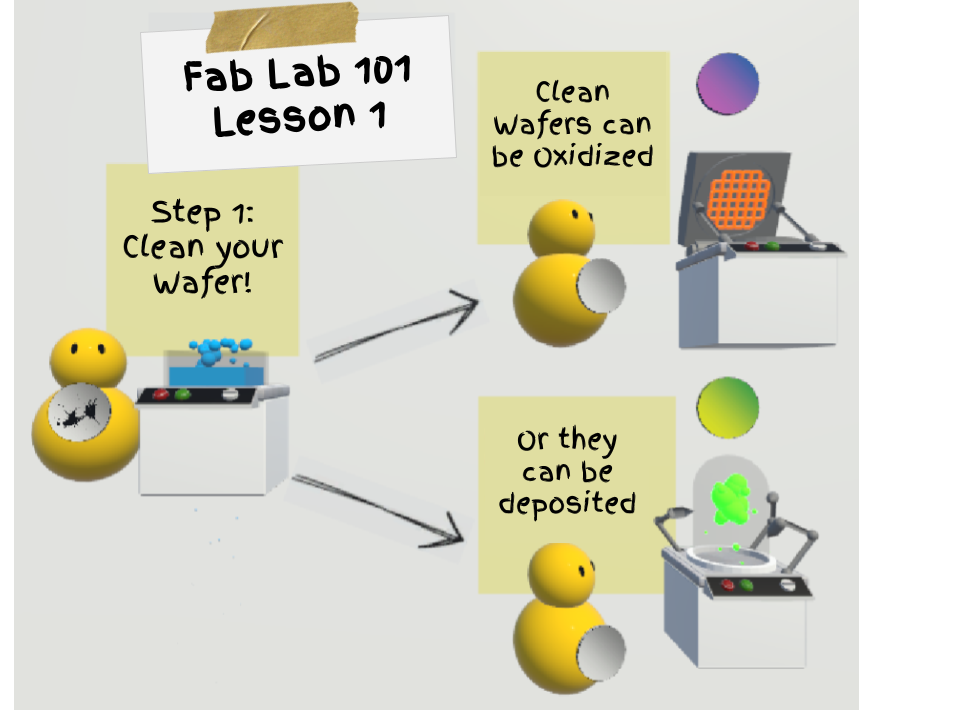 Fab Lab 101
Lesson 1
Step 1:
Clean your
Wafer!
Clean
Wafers can
be Oxidized
Or they
can be
deposited